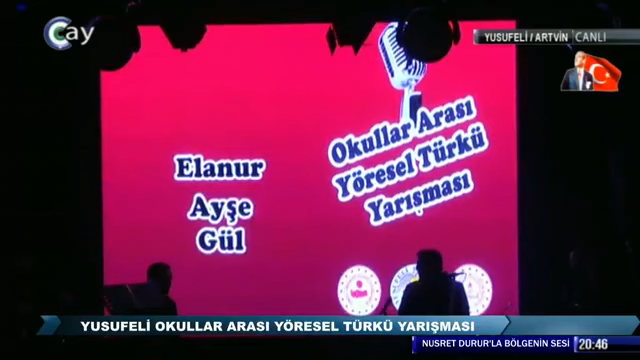 Çay
YUSUFELİ / ARTVİN CANLI
Okullar Arası
Yöresel Türkü
Yarışması
Elanur
Ayşe
Gül
YUSUFELİ OKULLAR ARASI YÖRESEL TÜRKÜ YARIŞMASI
NUSRET DURUR'LA BÖLGENİN SESİ 20:46